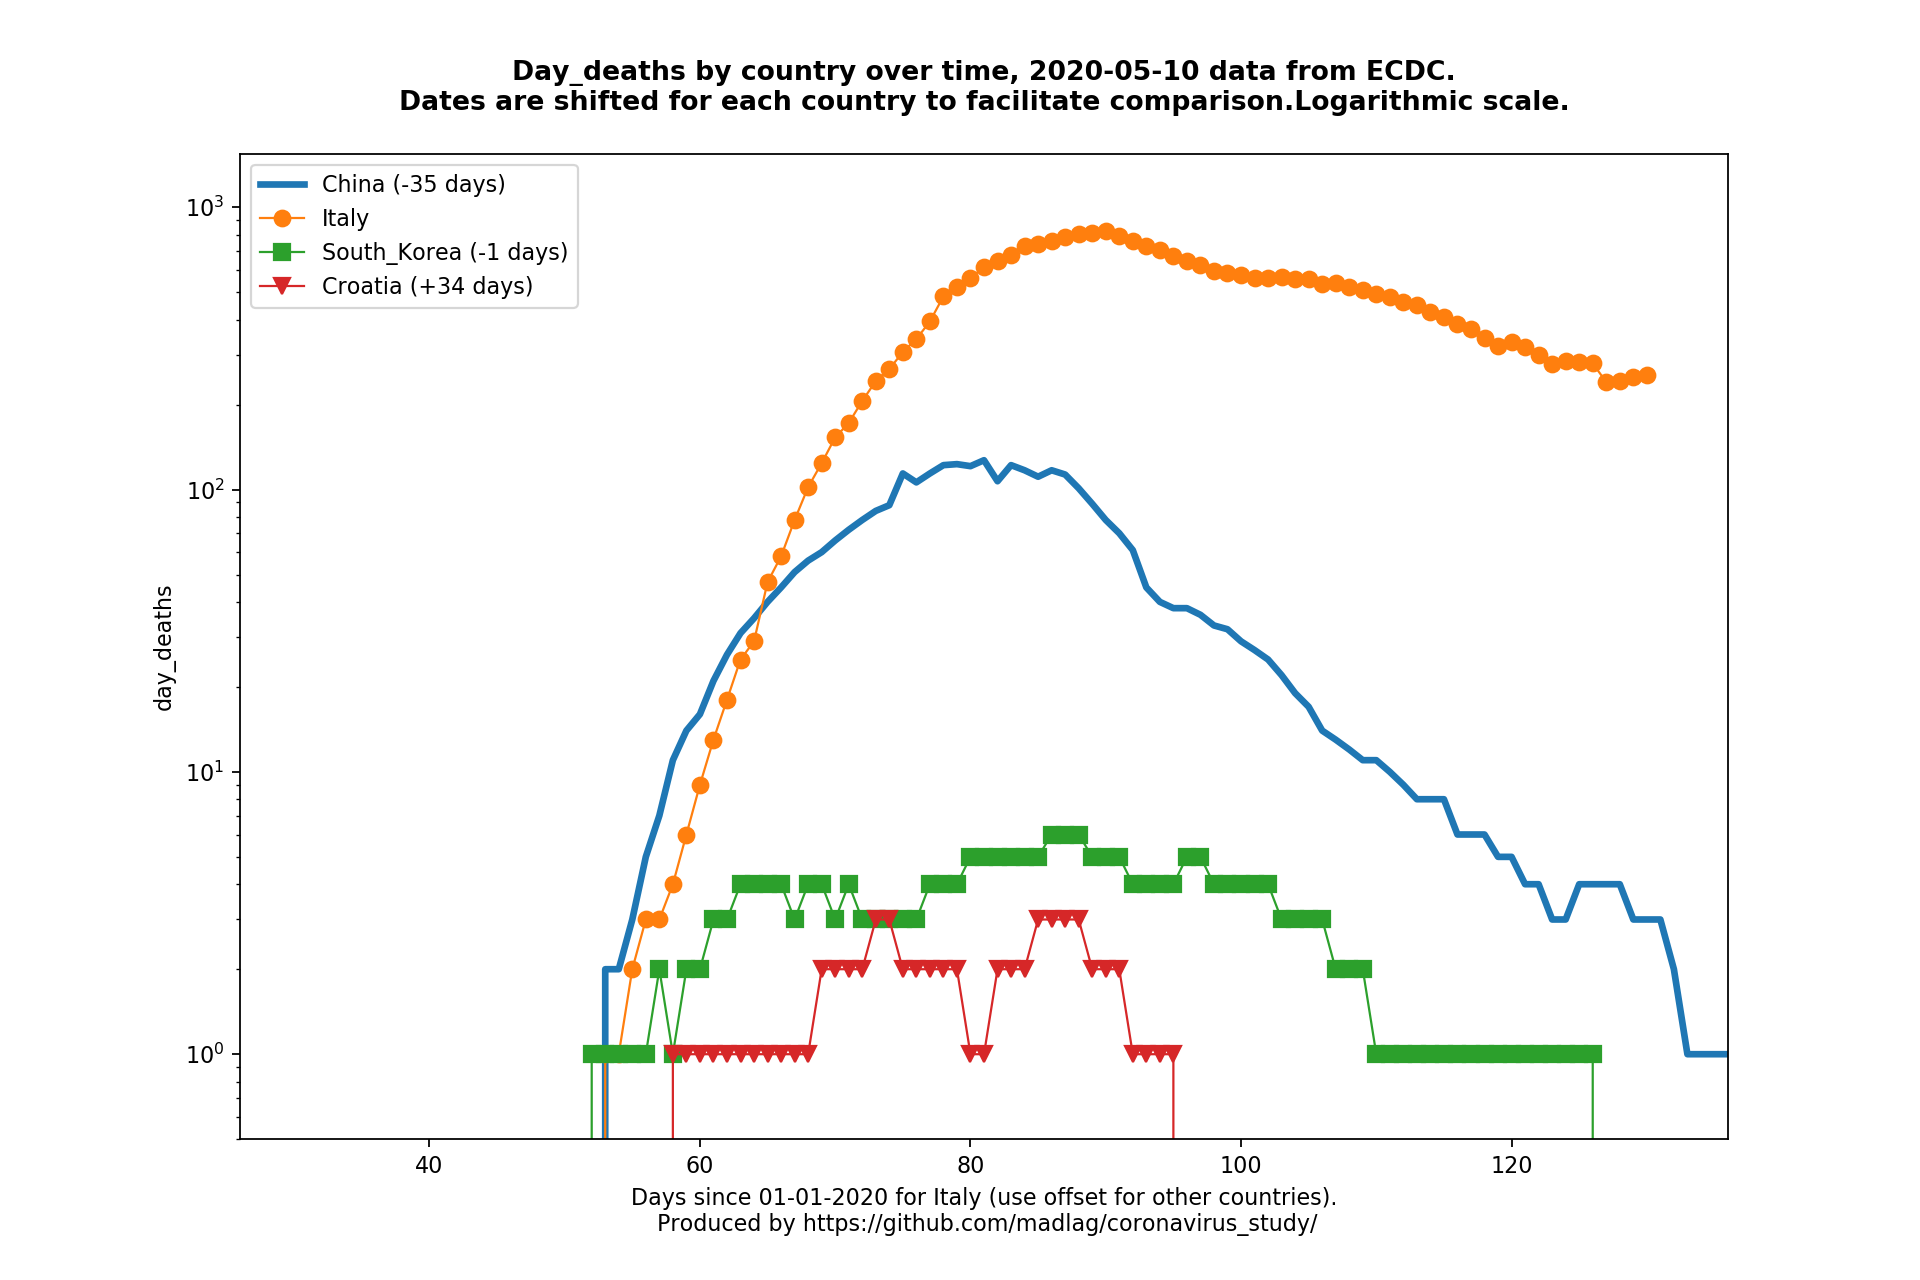 Day_deaths by country over time, 2020-05-10 data from ECDC.
Dates are shifted for each country to facilitate comparison.Logarithmic scale.
China (-35 days)
Italy
South_Korea (-1 days)
Croatia (+34 days)
10³
10²
10¹
10⁰
day_deaths
40 60 80 100 120
Days since 01-01-2020 for Italy (use offset for other countries).
Produced by https://github.com/madlag/coronavirus_study/